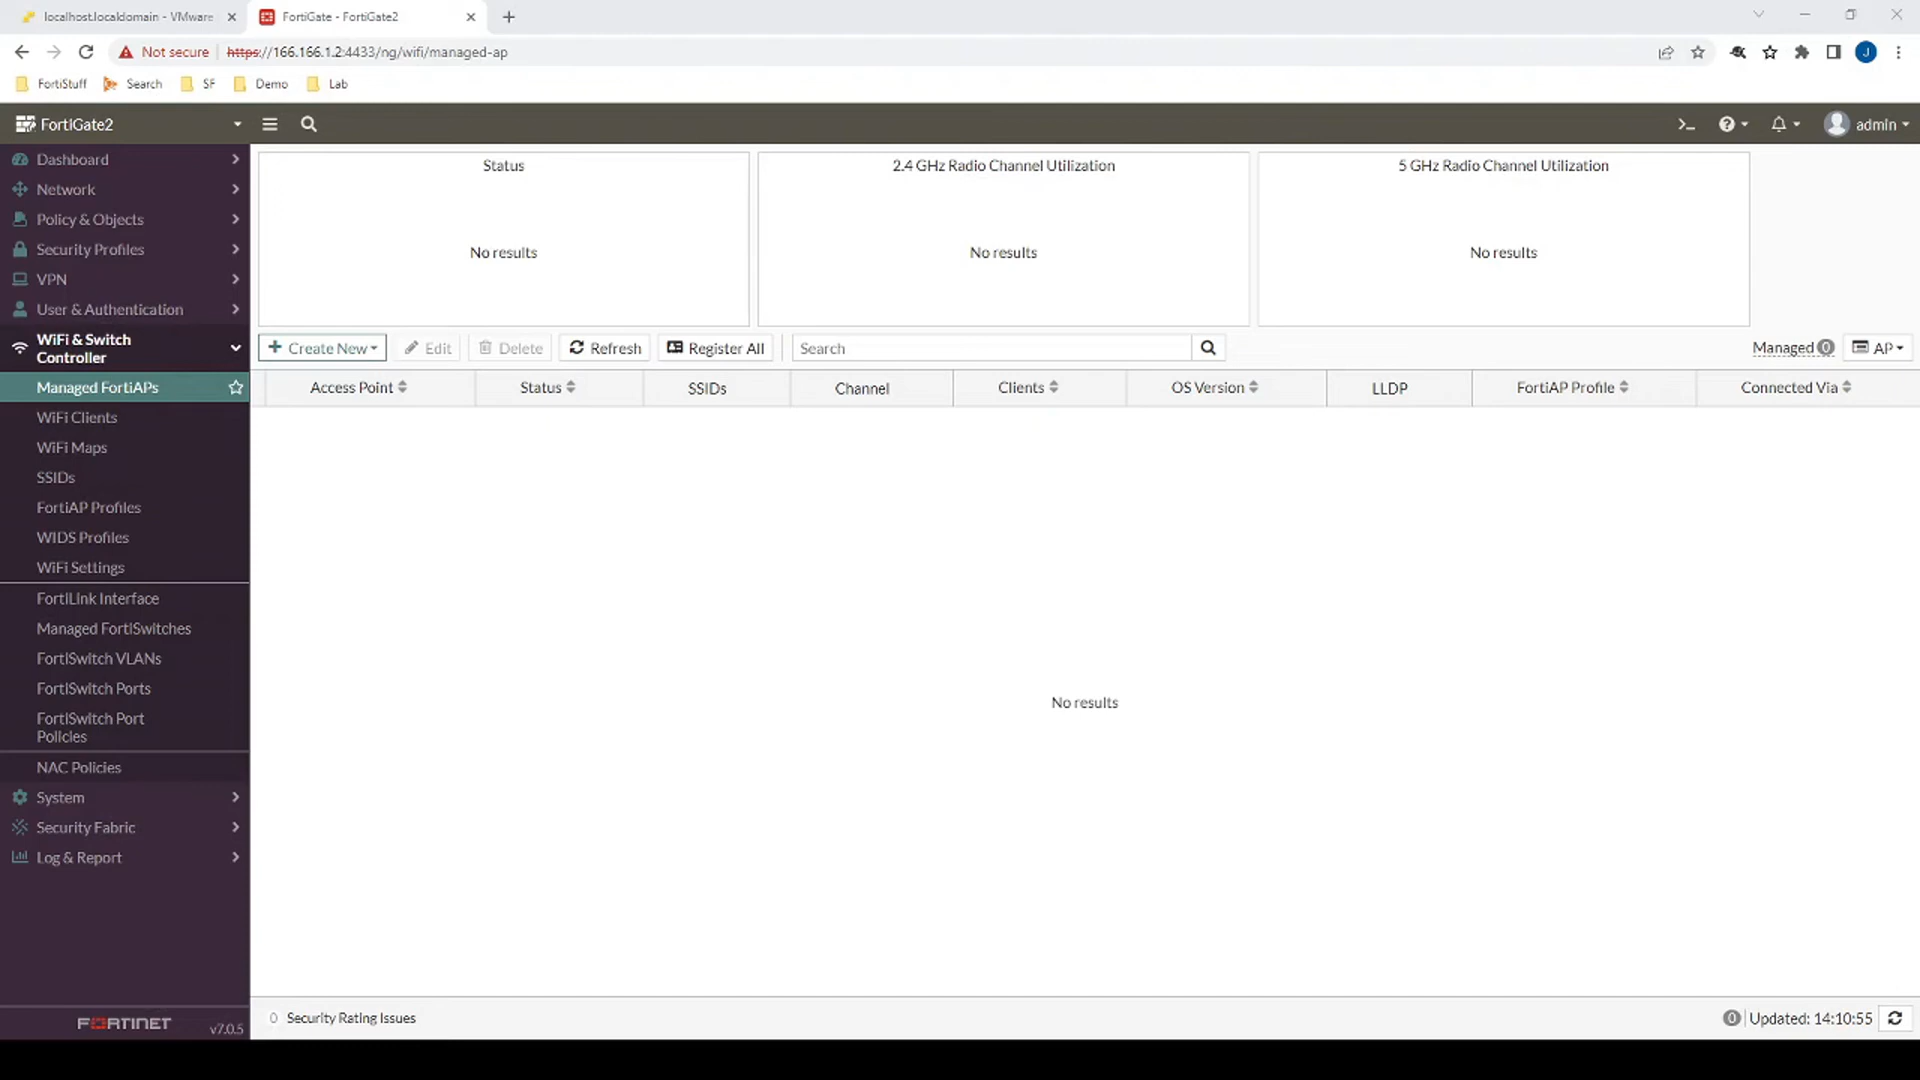 localhost.localdomain - VMware
FortiGate - FortiGate2
Not secure
https://166.166.1.2:4433/ng/wifi/managed-ap
J
FortiStuff
Search
SF
Demo
Lab
FortiGate2
admin
Dashboard
Network
Policy & Objects
Security Profiles
VPN
User & Authentication
WiFi & Switch
Controller
Managed FortiAPs
WiFi Clients
WiFi Maps
SSIDs
FortiAP Profiles
WIDS Profiles
WiFi Settings
FortiLink Interface
Managed FortiSwitches
FortiSwitch VLANs
FortiSwitch Ports
FortiSwitch Port
Policies
NAC Policies
System
Security Fabric
Log & Report
FORTINET
v7.0.5
Status
No results
2.4 GHz Radio Channel Utilization
No results
5 GHz Radio Channel Utilization
No results
Create New
Edit
Delete
Refresh
Register All
Search
Managed 0
AP
Access Point
Status
SSIDs
Channel
Clients
OS Version
LLDP
FortiAP Profile
Connected Via
No results
0 Security Rating Issues
0 Updated: 14:10:55